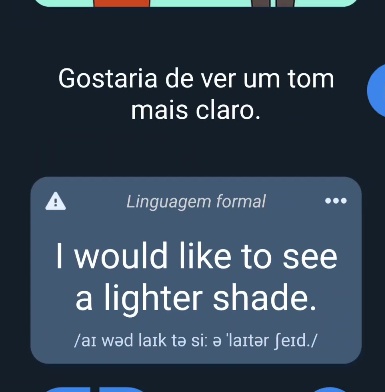 Gostaria de ver um tom
mais claro.
Linguagem formal
I would like to see
a lighter shade.
/aɪ wəd laɪk tə siː ə ˈlaɪtər ʃeɪd./